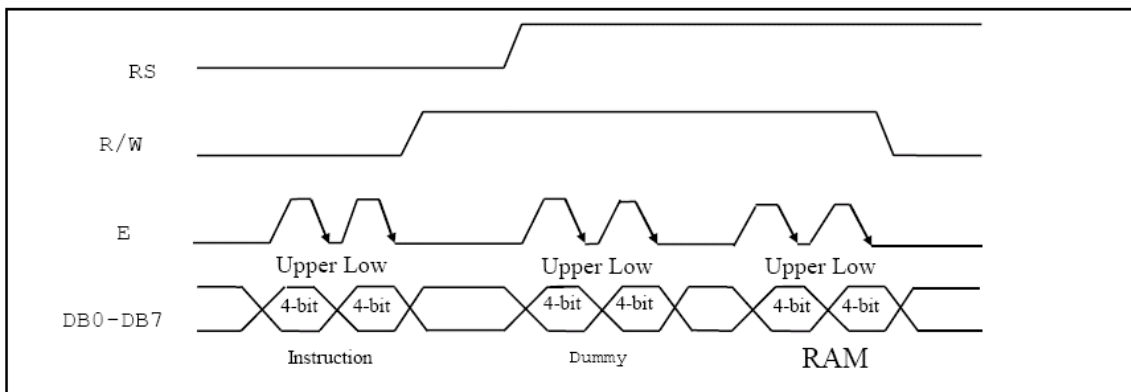 RS
R/W
E
Upper Low Upper Low Upper Low
DB0-DB7 4-bit 4-bit 4-bit 4-bit 4-bit 4-bit
Instruction Dummy RAM